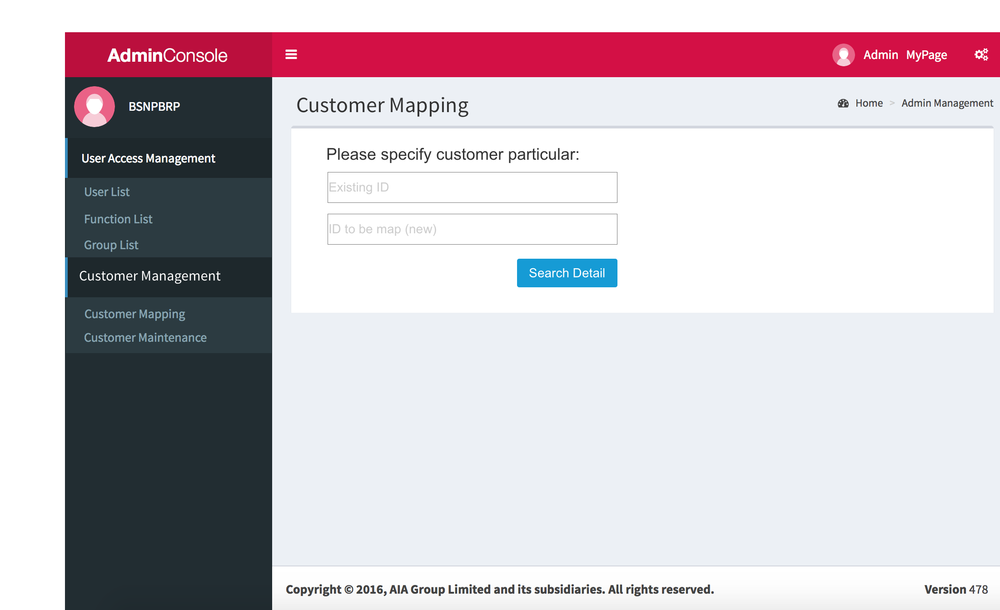 AdminConsole
Admin MyPage
BSNPBRP
Customer Mapping
Home > Admin Management
User Access Management
User List
Function List
Group List
Customer Management
Customer Mapping
Customer Maintenance
Please specify customer particular:
Existing ID
ID to be map (new)
Search Detail
Copyright © 2016, AIA Group Limited and its subsidiaries. All rights reserved.
Version 478